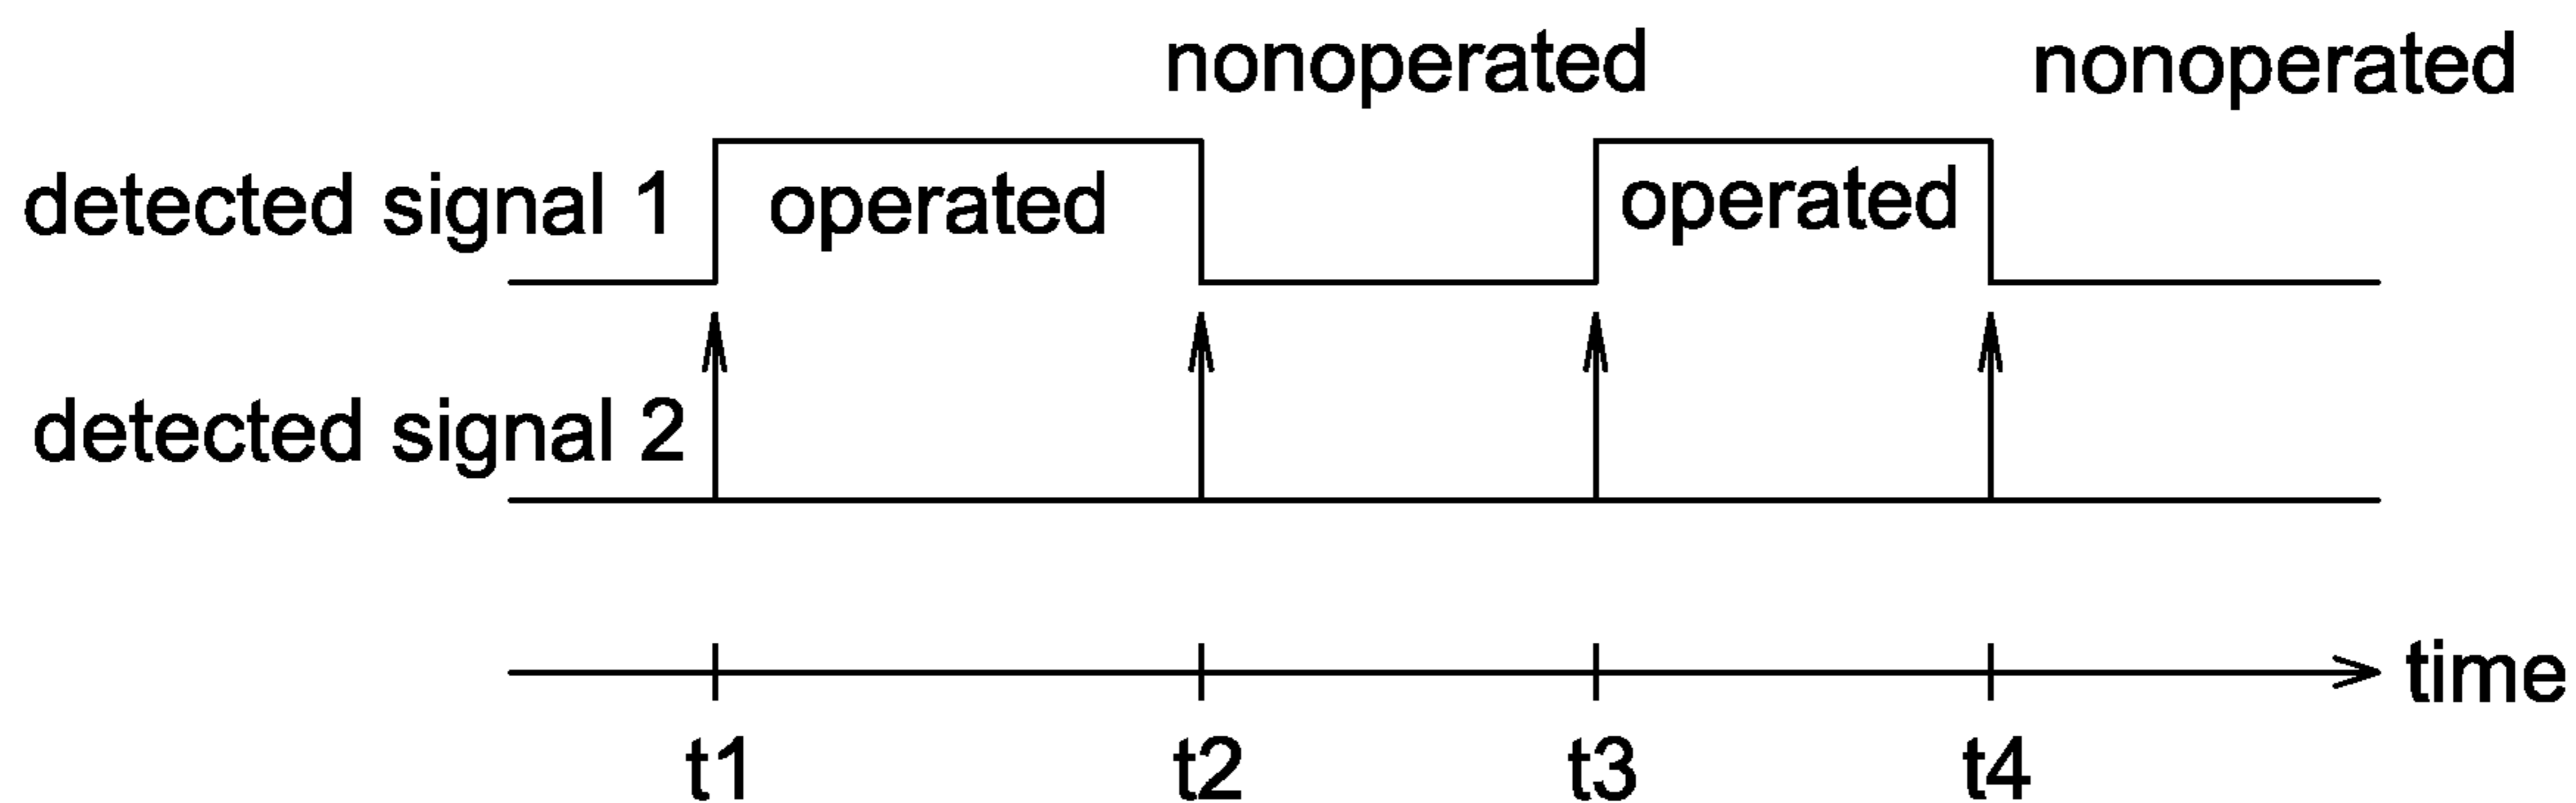 nonoperated nonoperated
detected signal 1 operated operated
detected signal 2
time
t1 t2 t3 t4